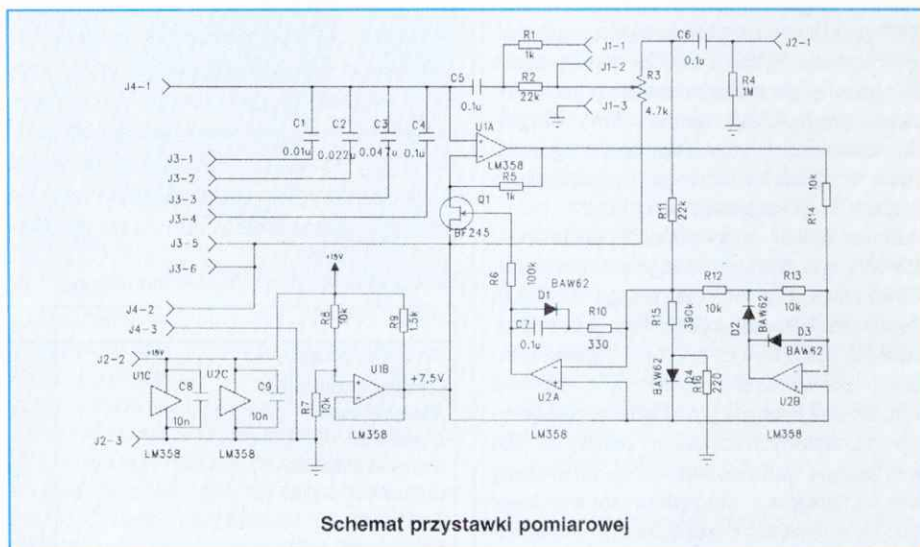 C6
J2-1
0.1u
R1
J1-1
1k
J1-2
R3
R4
R2
1M
C5
22k
4.7k
J4-1
J1-3
0.1u
U1A
C1
C2
C3
C4
0.01u
0.022u
0.047u
0.1u
LM358
10k
J3-1
R5
R11
R14
J3-3
Q1
1k
22k
J3-4
BF245
J3-5
R6
100k
BAW62
R12
R13
J3-6
+15V
D1
R15
10k
10k
J4-2
R8
10k
R9
1.3k
C7
R10
390k
D2
BAW62
D3
J4-3
0.1u
330
BAW62
J2-2
+15V
U1B
BAW62
D4
R16
220
U1C
C8
U2C
C9
R7
10k
+7,5V
U2A
U2B
10n
10n
J2-3
LM358
LM358
LM358
LM358
LM358
Schemat przystawki pomiarowej